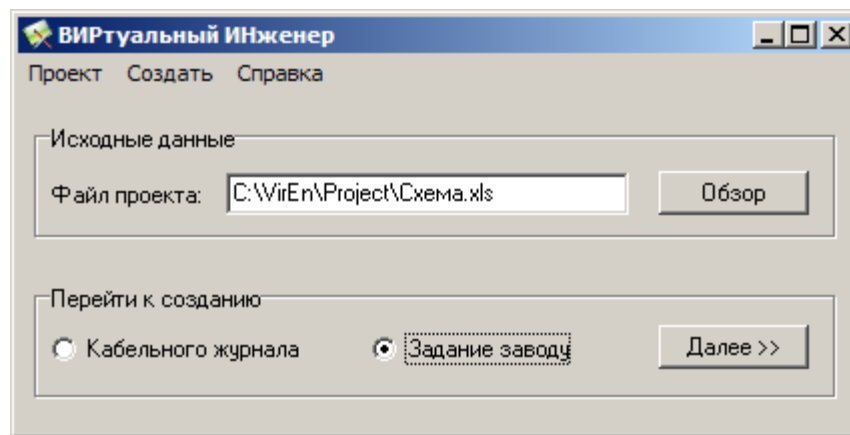 ВИРтуальный ИНженер
Проект Создать Справка
Исходные данные
Файл проекта: C:\VirEn\Project\Схема.xls Обзор
Перейти к созданию
Кабельного журнала Задание заводу Далее >>